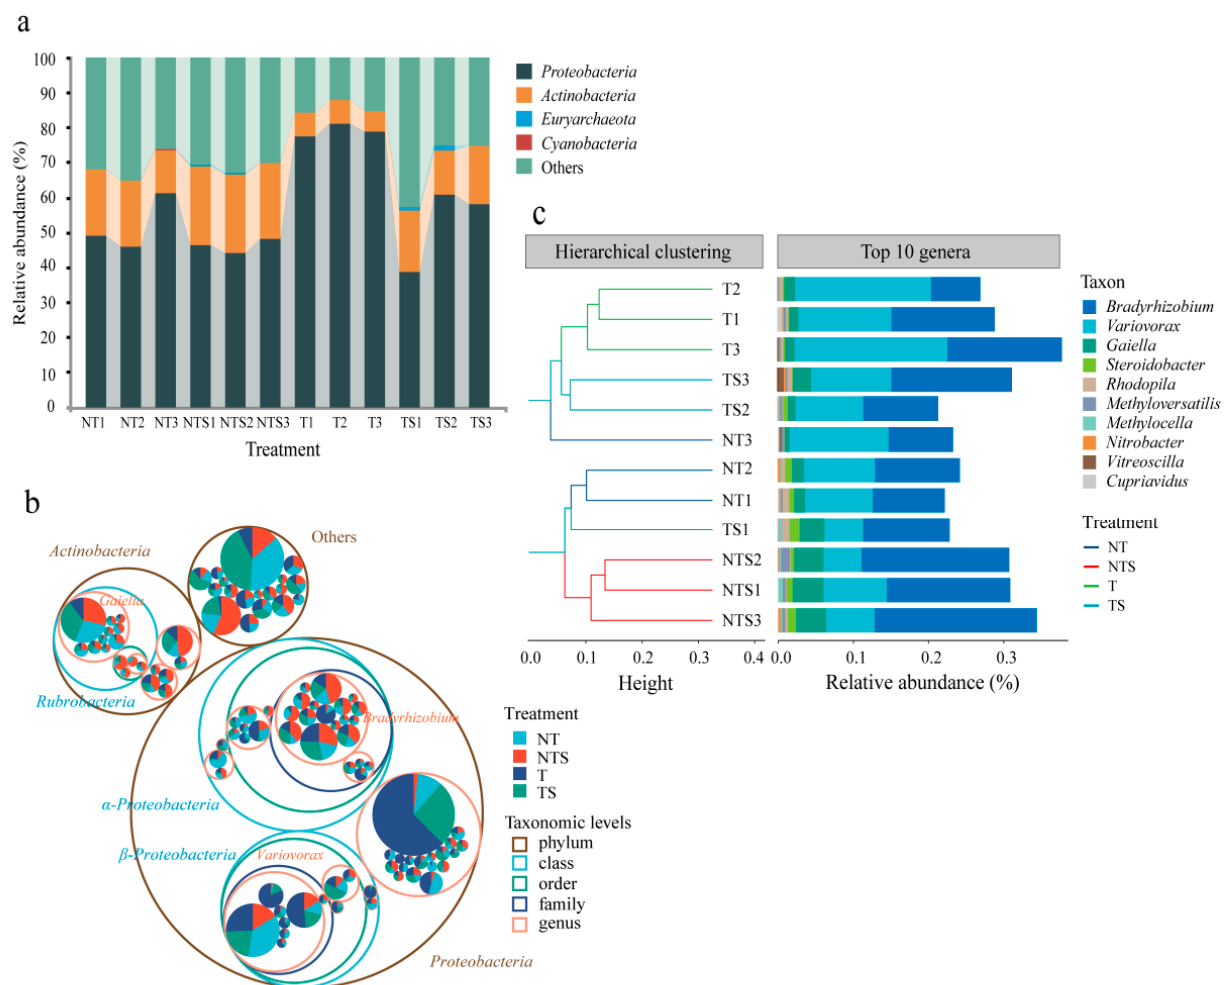 a
100
90
80
70
60
50
40
30
20
10
0
Relative abundance (%)
NT1 NT2 NT3 NTS1 NTS2 NTS3 T1 T2 T3 TS1 TS2 TS3
Treatment
Proteobacteria
Actinobacteria
Euryarchaeota
Cyanobacteria
Others
c
Hierarchical clustering
Top 10 genera
T2
T1
T3
TS3
TS2
NT3
NT2
NT1
TS1
NTS2
NTS1
NTS3
0.0 0.1 0.2 0.3 0.4
Height
0.0 0.1 0.2 0.3
Relative abundance (%)
Taxon
Bradyrhizobium
Variovorax
Gaiella
Steroidobacter
Rhodopila
Methyloversatilis
Methylocella
Nitrobacter
Vitreoscilla
Cupriavidus
Treatment
NT
NTS
T
TS
b
Actinobacteria
Others
Gaiella
Rubrobacteria
Bradyrhizobium
α-Proteobacteria
β-Proteobacteria
Variovorax
Proteobacteria
Treatment
NT
NTS
T
TS
Taxonomic levels
phylum
class
order
family
genus